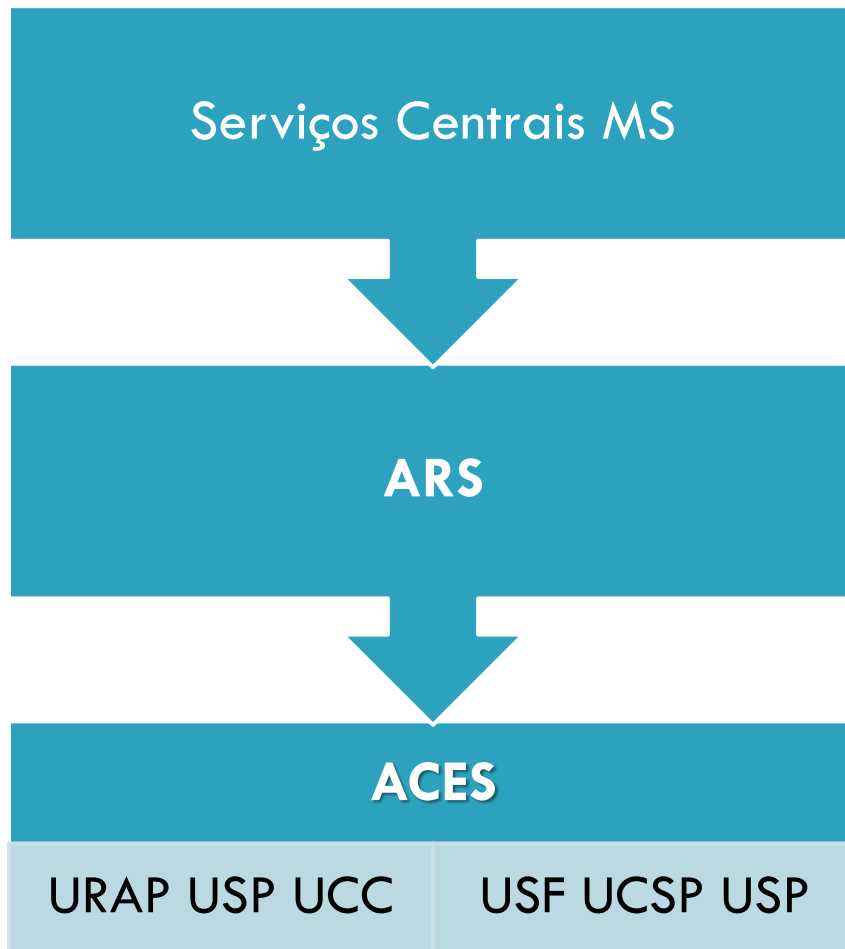 Serviços Centrais MS
ARS
ACES
URAP USP UCC
USF UCSP USP